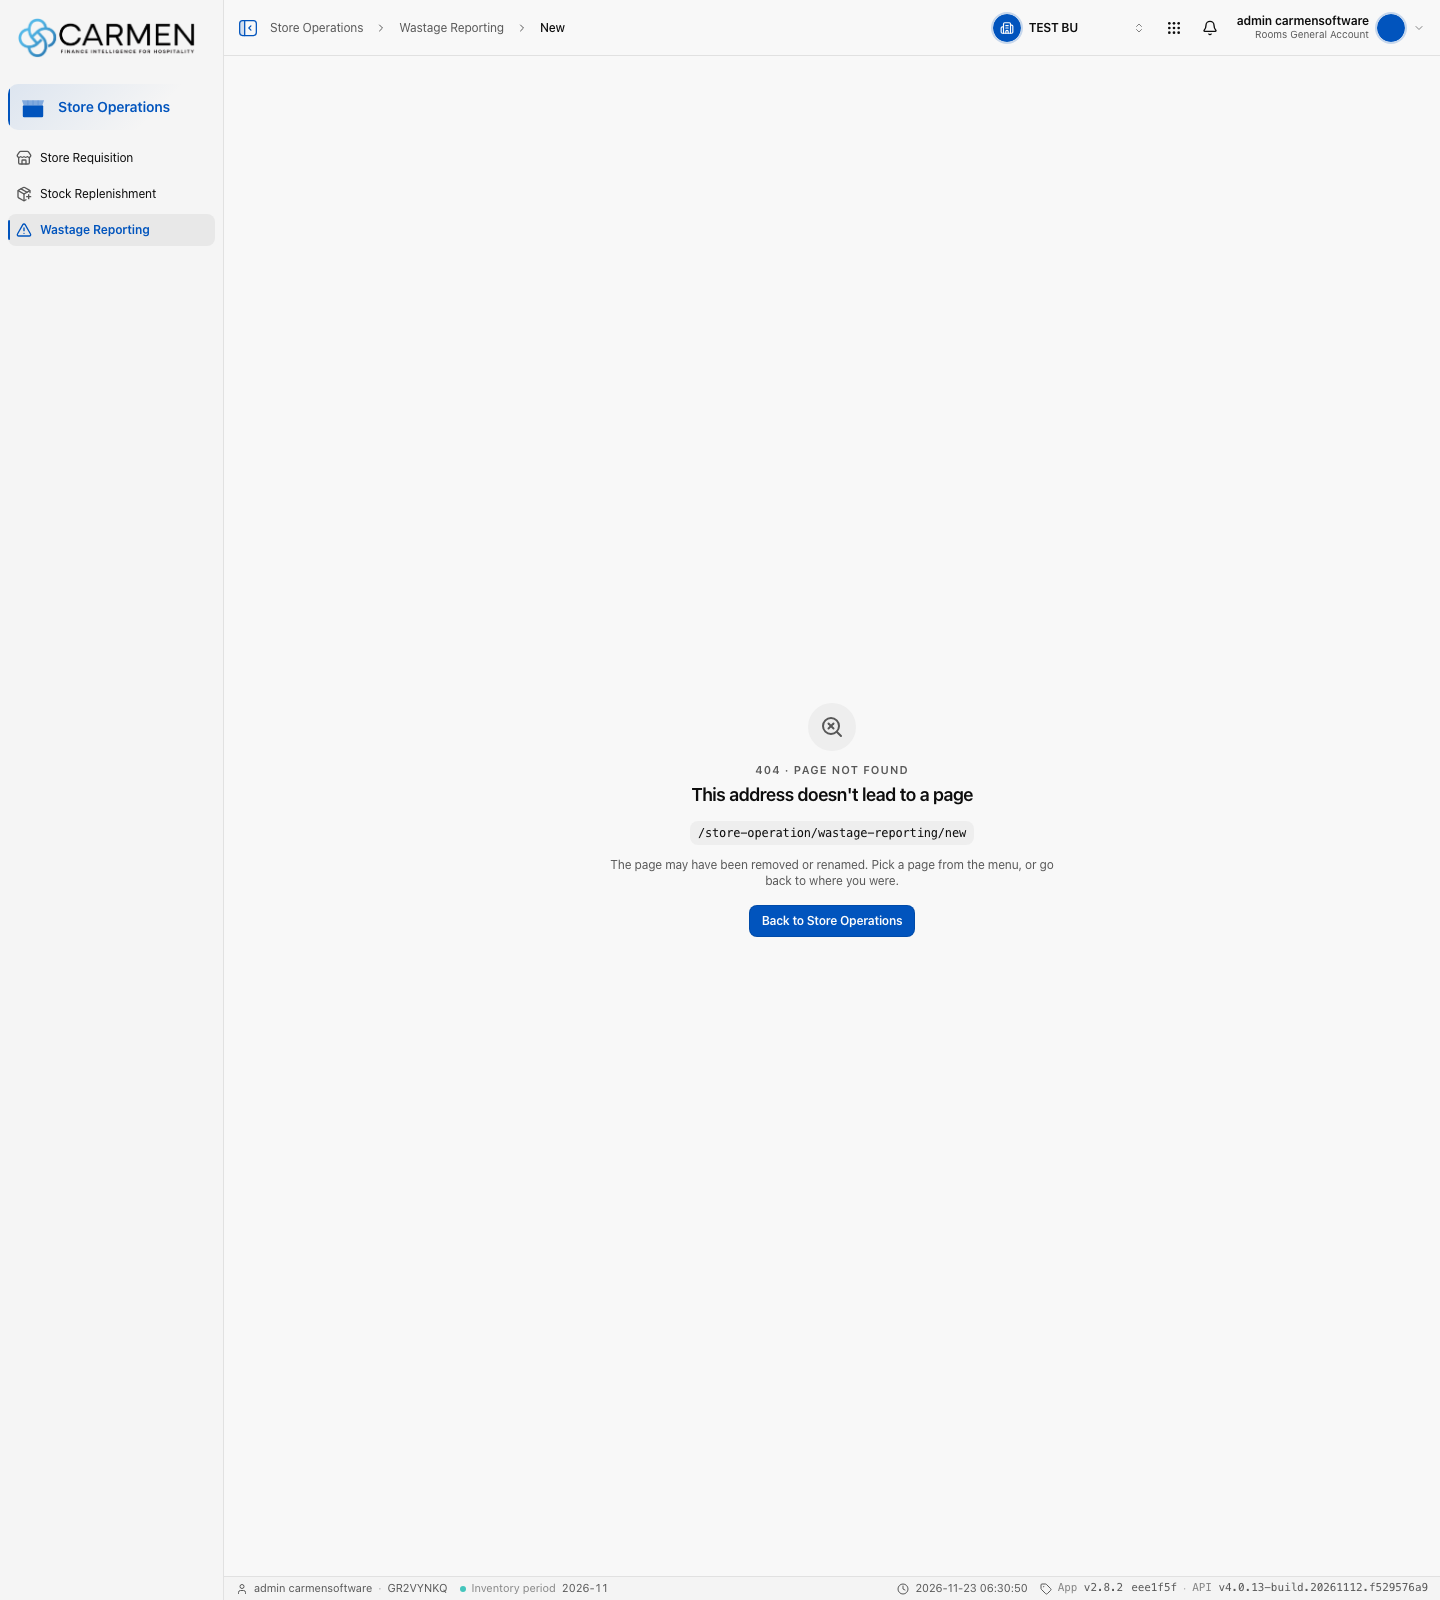 CARMEN
FINANCE INTELLIGENCE FOR HOSPITALITY
Store Operations
Store Requisition
Stock Replenishment
Wastage Reporting
Store Operations
Wastage Reporting
New
TEST BU
admin carmensoftware
Rooms General Account
404 · PAGE NOT FOUND
This address doesn't lead to a page
/store-operation/wastage-reporting/new
The page may have been removed or renamed. Pick a page from the menu, or go
back to where you were.
Back to Store Operations
admin carmensoftware · GR2VYNKQ Inventory period 2026-11
2026-11-23 06:30:50 App v2.8.2 eee1f5f · API v4.0.13-build.20261112.f529576a9